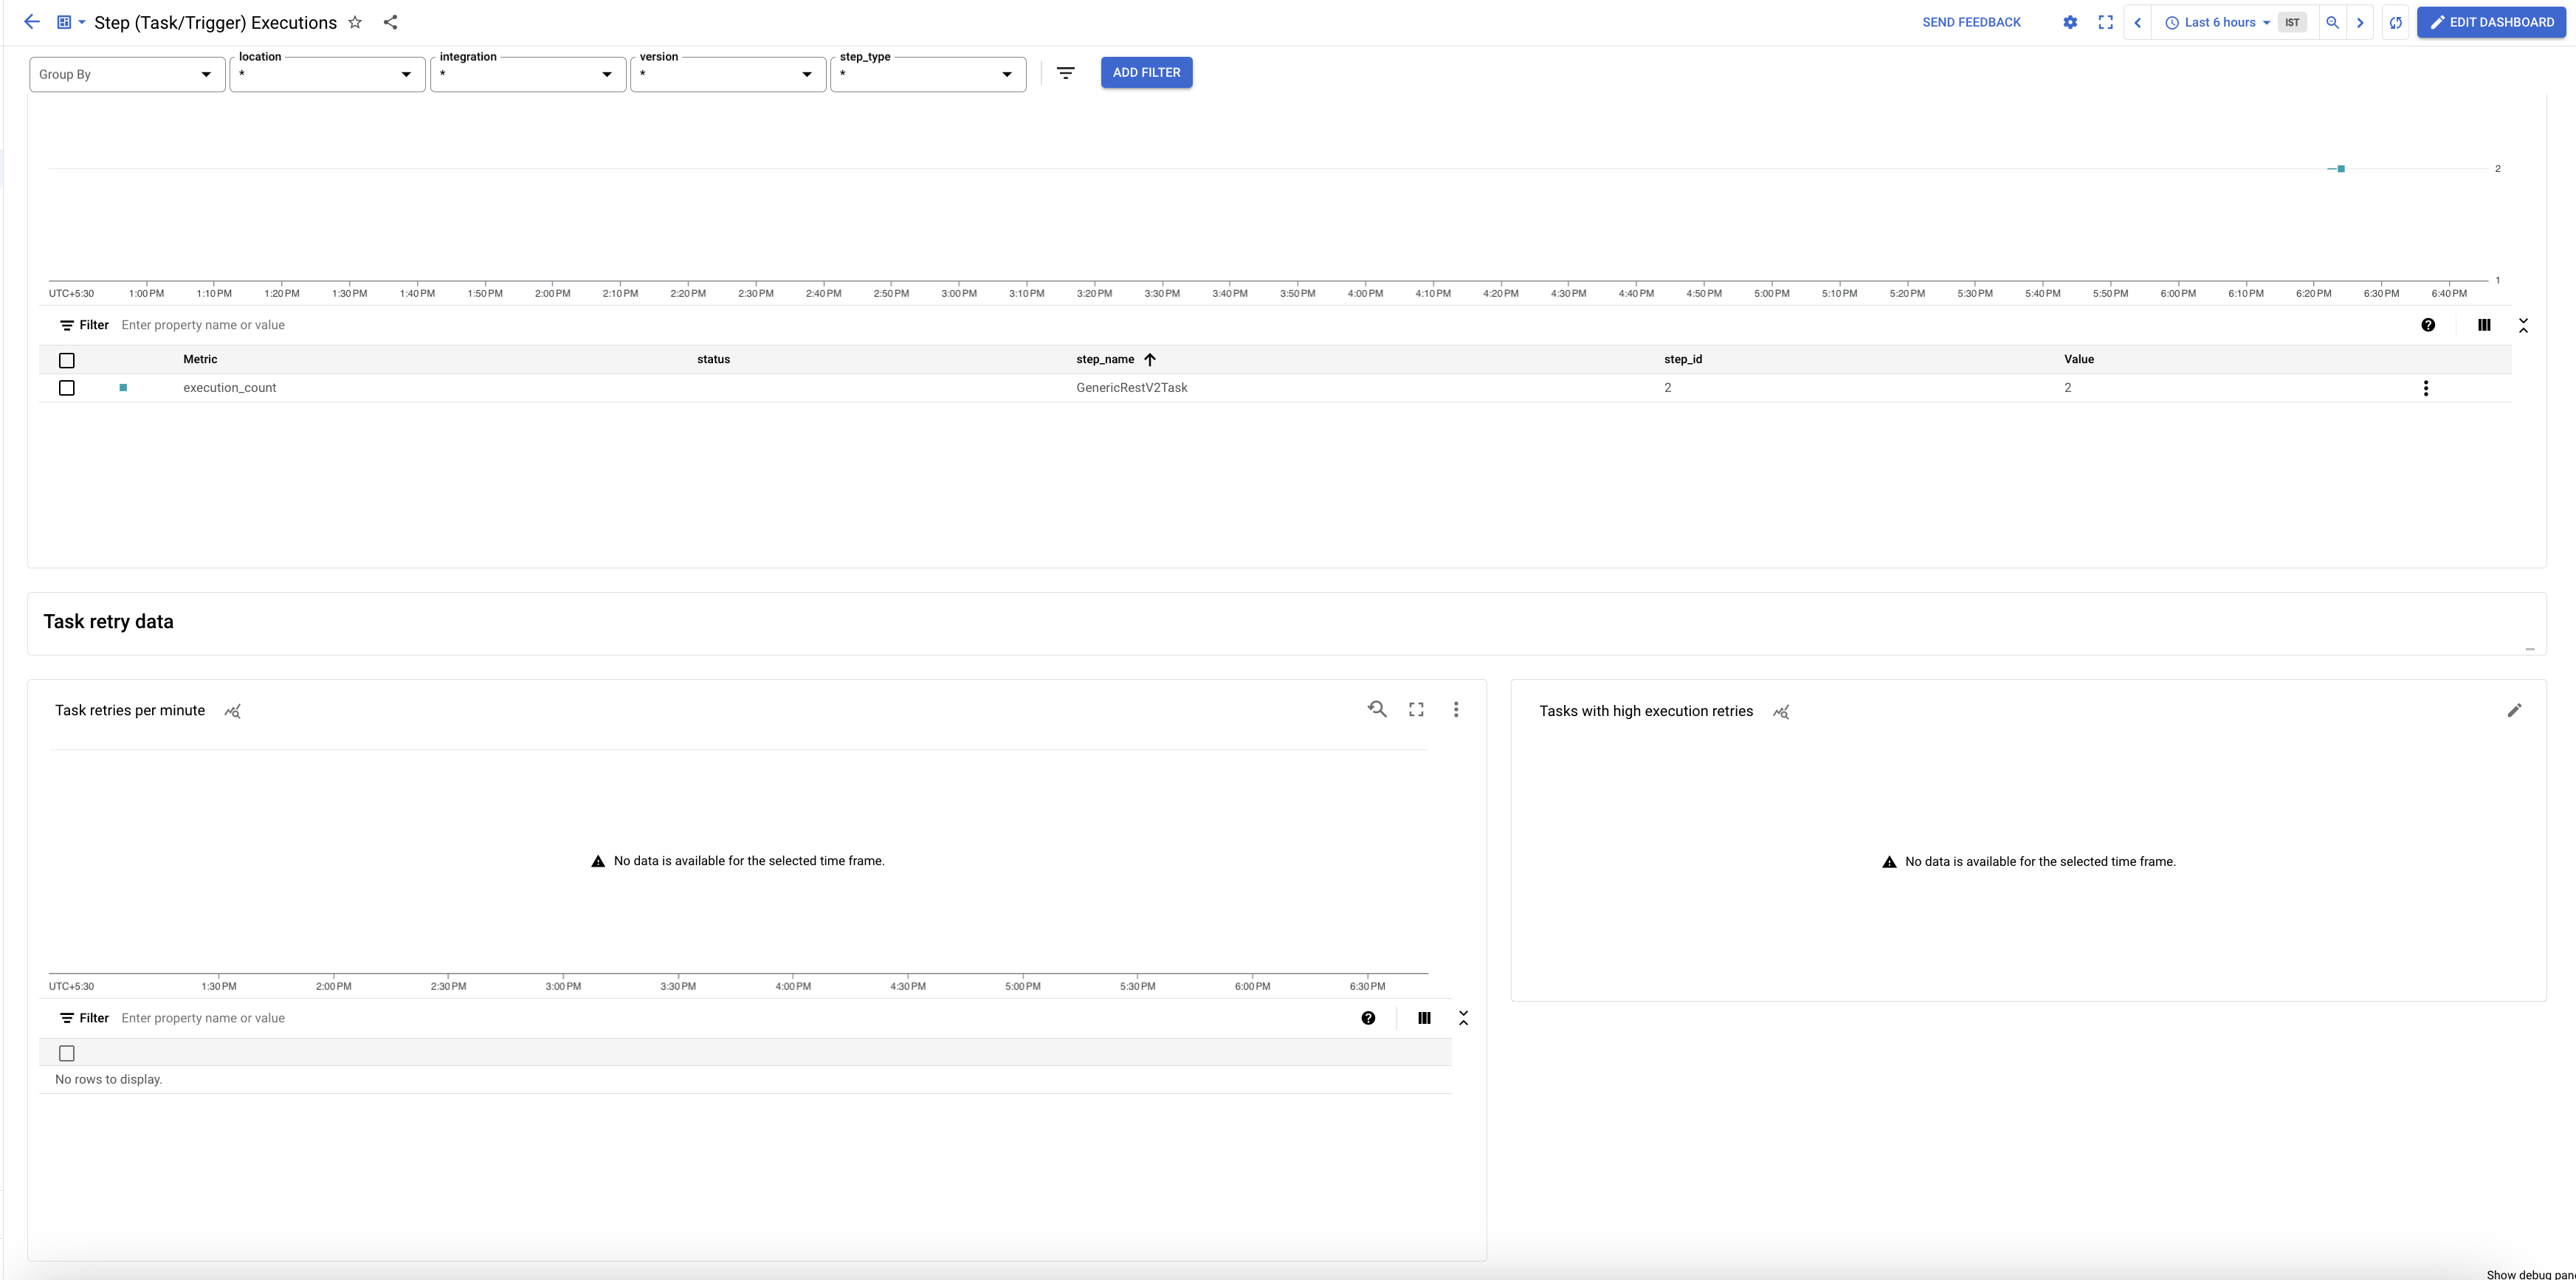 Step (Task/Trigger) Executions
SEND FEEDBACK
Last 6 hours
IST
EDIT DASHBOARD
Group By
location
*
integration
*
version
*
step_type
*
ADD FILTER
2
1
UTC+5:30 1:00 PM 1:10 PM 1:20 PM 1:30 PM 1:40 PM 1:50 PM 2:00 PM 2:10 PM 2:20 PM 2:30 PM 2:40 PM 2:50 PM 3:00 PM 3:10 PM 3:20 PM 3:30 PM 3:40 PM 3:50 PM 4:00 PM 4:10 PM 4:20 PM 4:30 PM 4:40 PM 4:50 PM 5:00 PM 5:10 PM 5:20 PM 5:30 PM 5:40 PM 5:50 PM 6:00 PM 6:10 PM 6:20 PM 6:30 PM 6:40 PM
Filter Enter property name or value
Metric status step_name step_id Value
execution_count GenericRestV2Task 2 2
Task retry data
Task retries per minute
No data is available for the selected time frame.
UTC+5:30 1:30 PM 2:00 PM 2:30 PM 3:00 PM 3:30 PM 4:00 PM 4:30 PM 5:00 PM 5:30 PM 6:00 PM 6:30 PM
Filter Enter property name or value
No rows to display.
Tasks with high execution retries
No data is available for the selected time frame.
Show debug pan